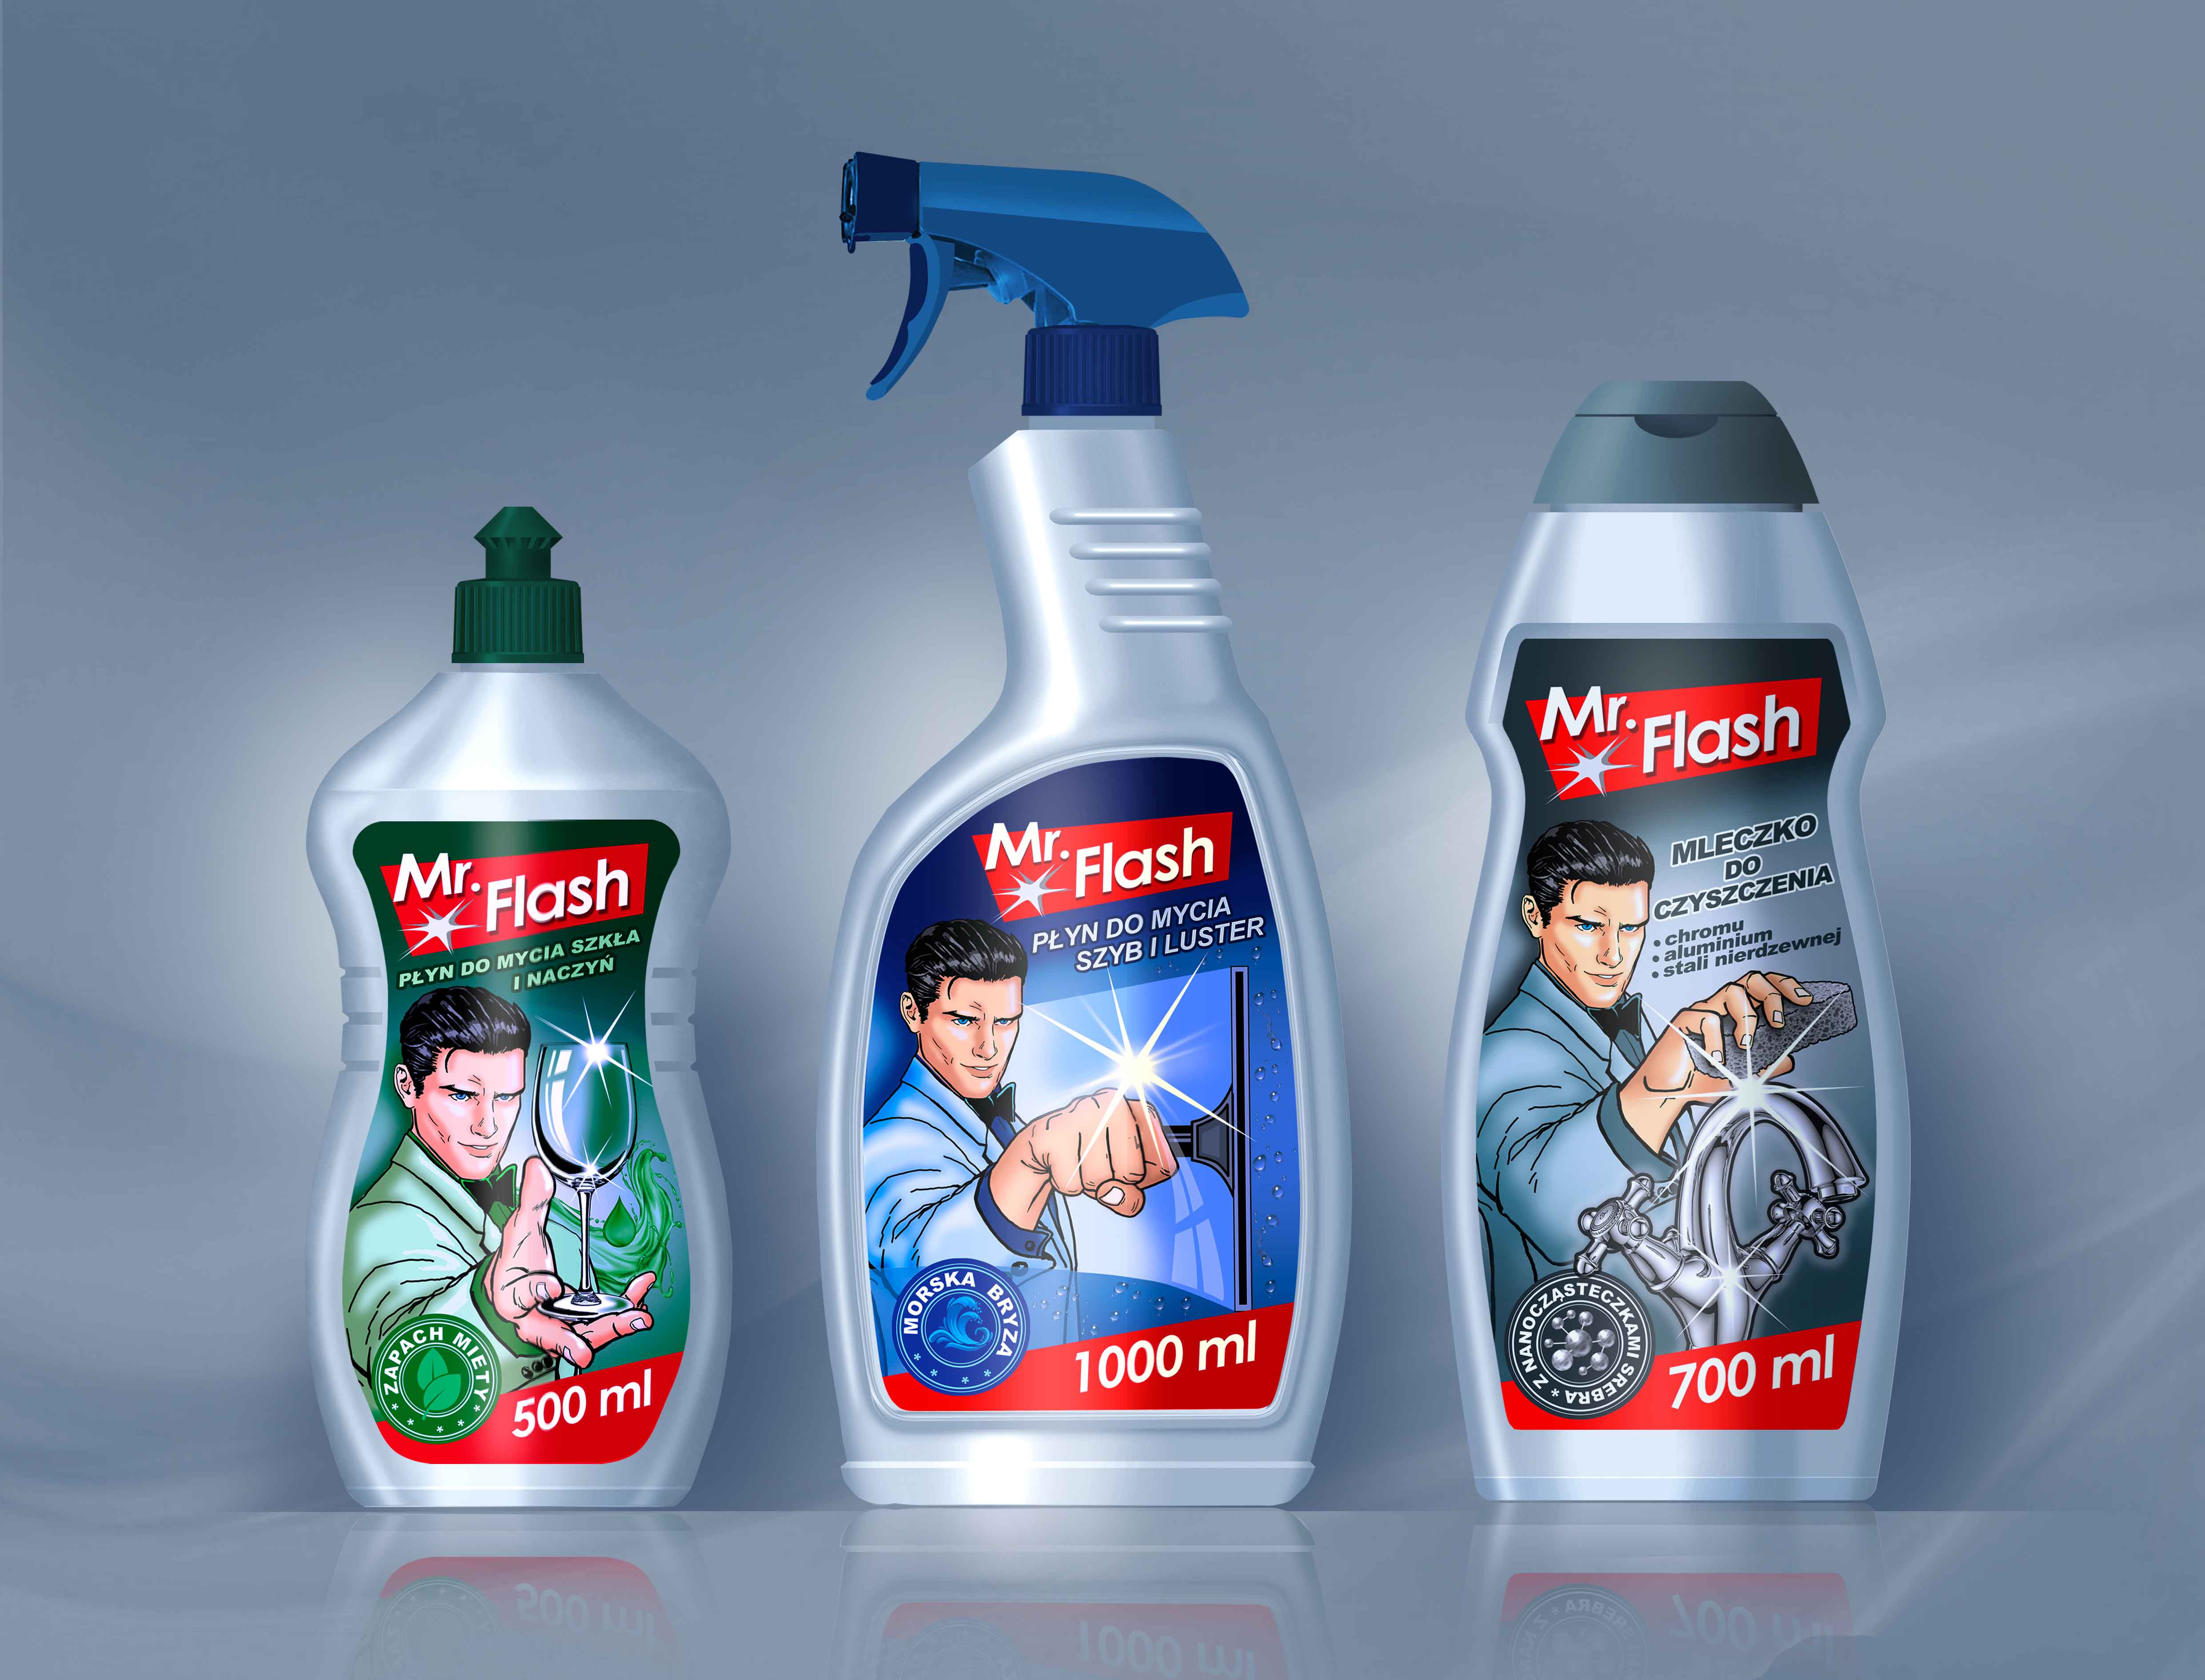 Mr.
Flash
PŁYN DO MYCIA SZKŁA
I NACZYŃ
ZAPACH MIĘTY
500 ml
Mr.
Flash
PŁYN DO MYCIA
SZYB I LUSTER
MORSKA BRYZA
1000 ml
Mr.
Flash
MLECZKO
DO
CZYSZCZENIA
• chromu
• aluminium
• stali nierdzewnej
Z NANOCZĄSTECZKAMI SREBRA
700 ml